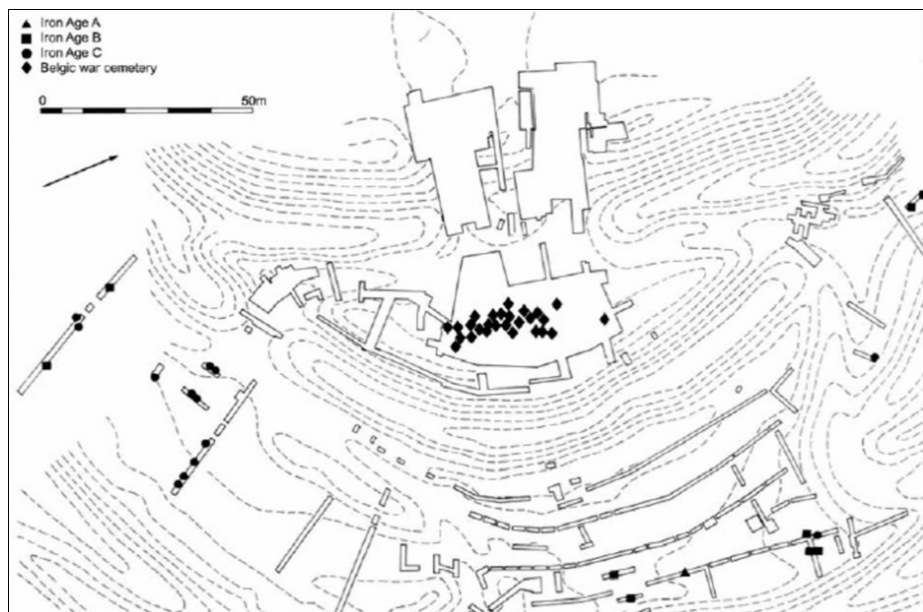 Iron Age A
Iron Age B
Iron Age C
Belgic war cemetery
0 50m